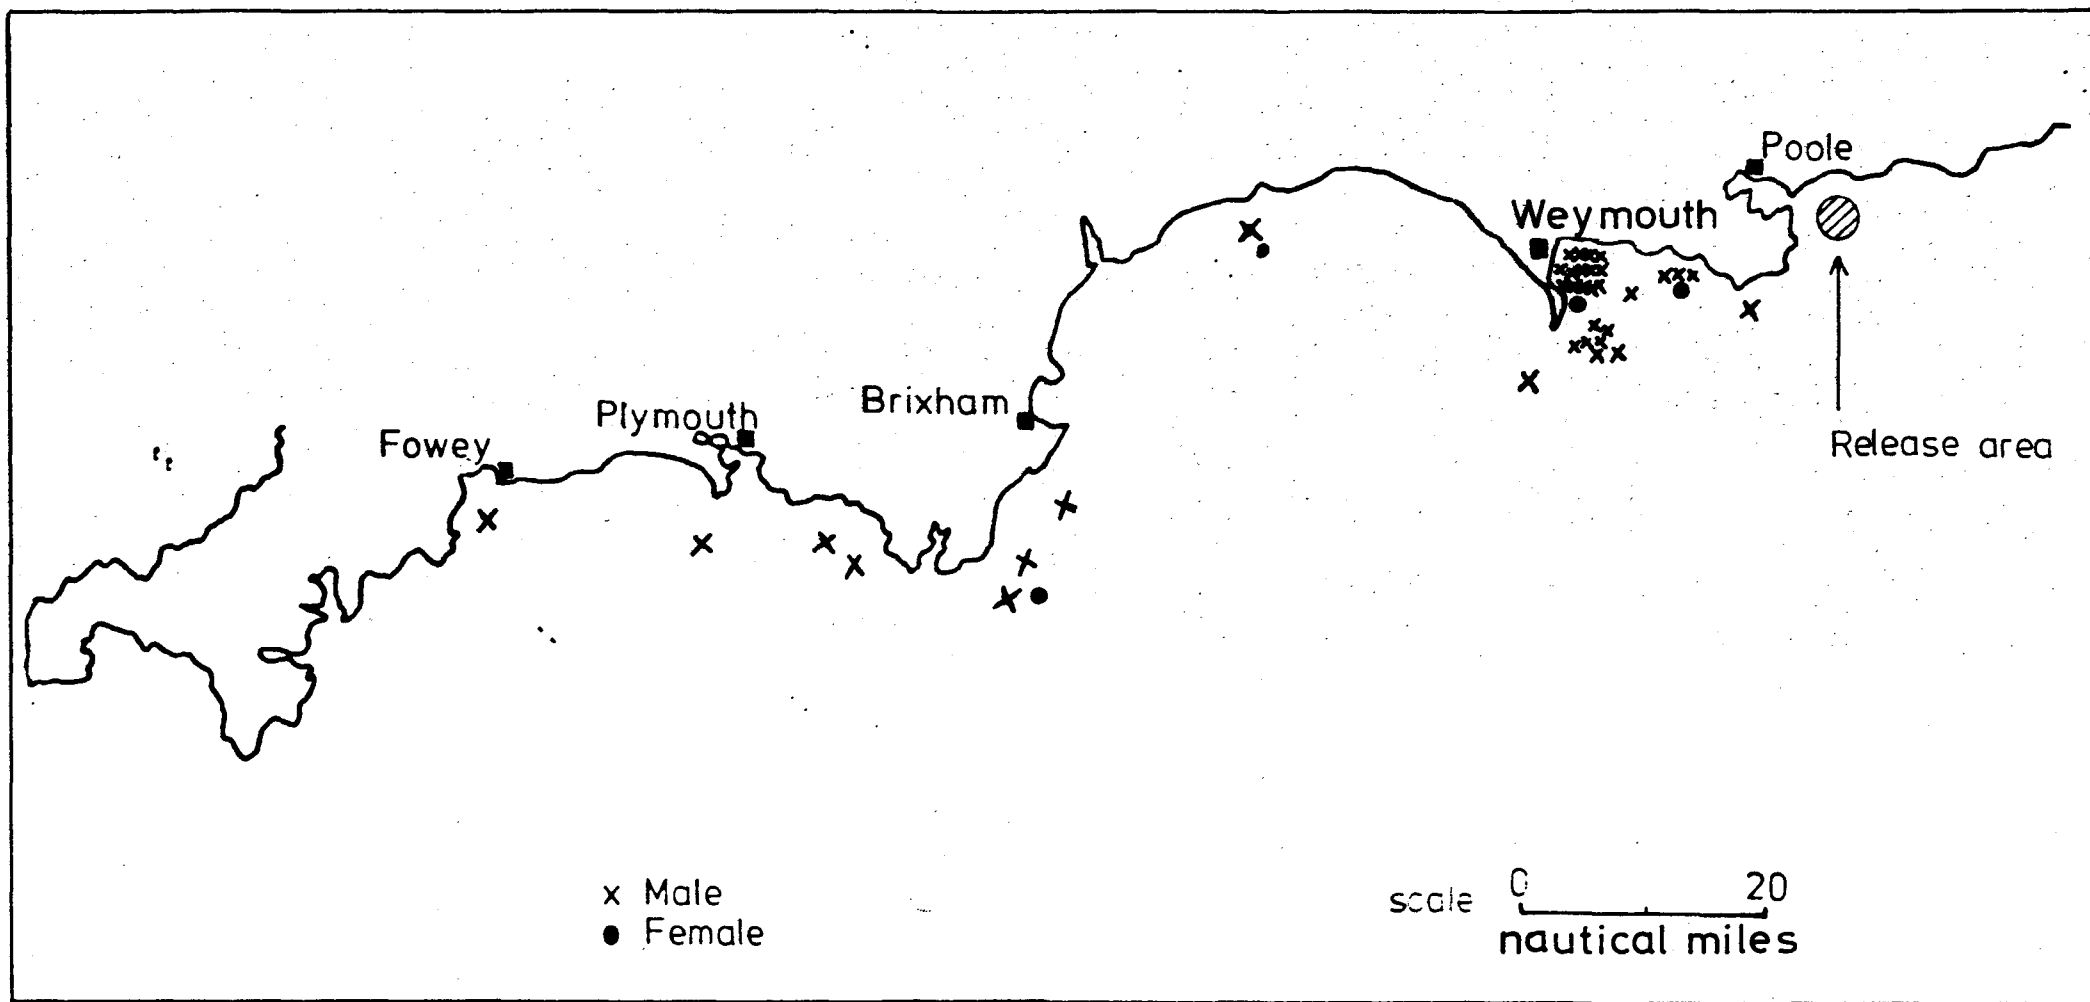 Poole
Weymouth
Brixham
Plymouth
Fowey
Release area
x Male
● Female
scale 0 20
nautical miles